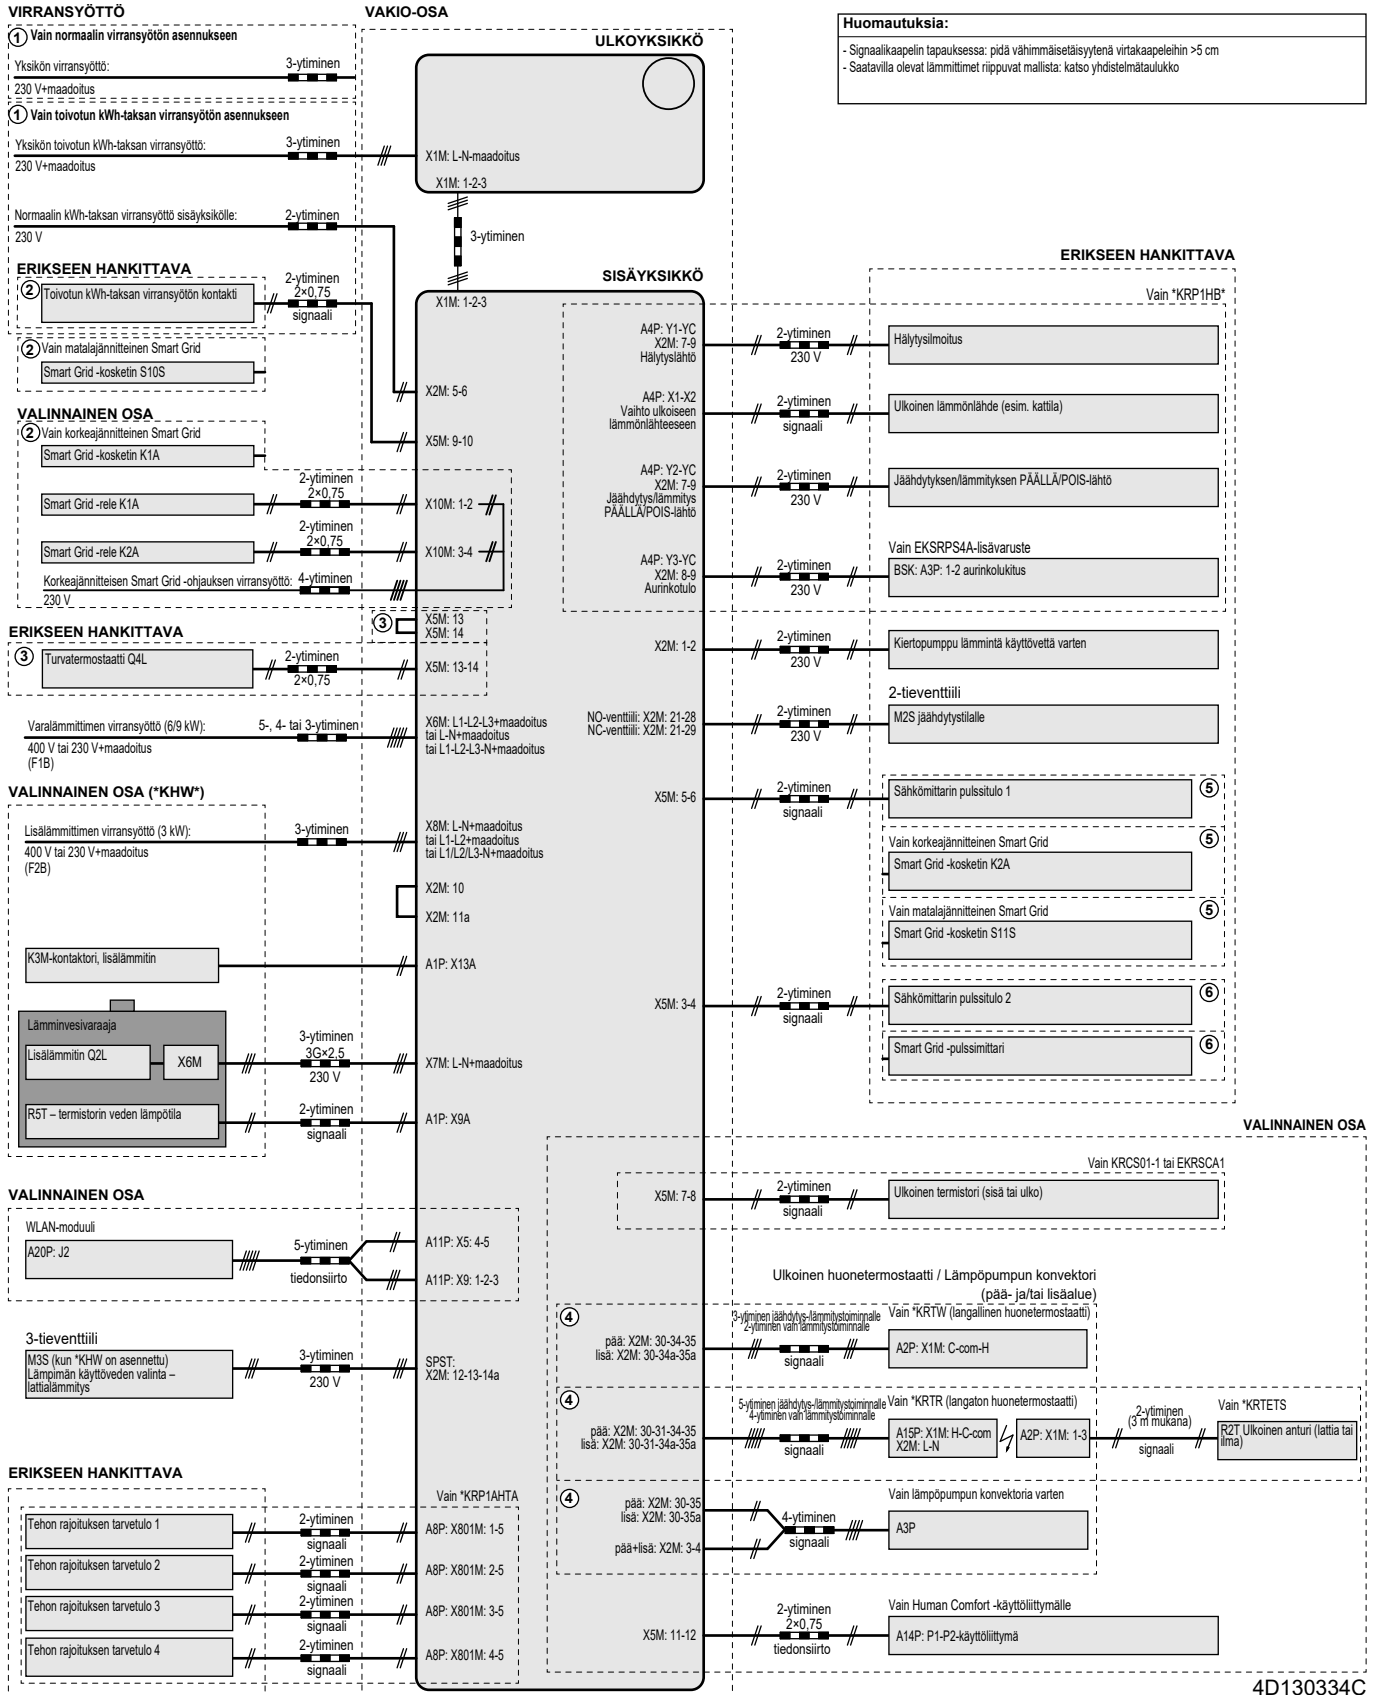 VIRRANSYÖTTÖ
1 Vain normaalin virransyötön asennukseen
Yksikön virransyöttö:
3-ytiminen
230 V+maadoitus
1 Vain toivotun kWh-taksan virransyötön asennukseen
Yksikön toivotun kWh-taksan virransyöttö:
3-ytiminen
230 V+maadoitus
Normaalin kWh-taksan virransyöttö sisäyksikölle:
2-ytiminen
230 V
ERIKSEEN HANKITTAVA
2 Toivotun kWh-taksan virransyötön kontakti
2-ytiminen
2×0,75
signaali
2 Vain matalajännitteinen Smart Grid
Smart Grid -kosketin S10S
VALINNAINEN OSA
2 Vain korkeajännitteinen Smart Grid
Smart Grid -kosketin K1A
Smart Grid -rele K1A
2-ytiminen
2×0,75
Smart Grid -rele K2A
2-ytiminen
2×0,75
Korkeajännitteisen Smart Grid -ohjauksen virransyöttö:
4-ytiminen
230 V
ERIKSEEN HANKITTAVA
3 Turvatermostaatti Q4L
2-ytiminen
2×0,75
Varalämmittimen virransyöttö (6/9 kW):
5-, 4- tai 3-ytiminen
400 V tai 230 V+maadoitus
(F1B)
VALINNAINEN OSA (*KHW*)
Lisälämmittimen virransyöttö (3 kW):
3-ytiminen
400 V tai 230 V+maadoitus
(F2B)
K3M-kontaktori, lisälämmitin
Lämminvesivaraaja
Lisälämmitin Q2L
X6M
3-ytiminen
3G×2,5
230 V
R5T – termistorin veden lämpötila
2-ytiminen
signaali
VALINNAINEN OSA
WLAN-moduuli
A20P: J2
5-ytiminen
tiedonsiirto
3-tieventtiili
M3S (kun *KHW on asennettu)
Lämpimän käyttöveden valinta –
lattialämmitys
3-ytiminen
230 V
ERIKSEEN HANKITTAVA
Tehon rajoituksen tarvetulo 1
2-ytiminen
signaali
Tehon rajoituksen tarvetulo 2
2-ytiminen
signaali
Tehon rajoituksen tarvetulo 3
2-ytiminen
signaali
Tehon rajoituksen tarvetulo 4
2-ytiminen
signaali
VAKIO-OSA
ULKOYKSIKKÖ
X1M: L-N-maadoitus
X1M: 1-2-3
3-ytiminen
SISÄYKSIKKÖ
X1M: 1-2-3
X2M: 5-6
X5M: 9-10
X10M: 1-2
X10M: 3-4
3
X5M: 13
X5M: 14
X5M: 13-14
X6M: L1-L2-L3+maadoitus
tai L-N+maadoitus
tai L1-L2-L3-N+maadoitus
X8M: L-N+maadoitus
tai L1-L2+maadoitus
tai L1/L2/L3-N+maadoitus
X2M: 10
X2M: 11a
A1P: X13A
X7M: L-N+maadoitus
A1P: X9A
A11P: X5: 4-5
A11P: X9: 1-2-3
SPST:
X2M: 12-13-14a
Vain *KRP1AHTA
A8P: X801M: 1-5
A8P: X801M: 2-5
A8P: X801M: 3-5
A8P: X801M: 4-5
Huomautuksia:
- Signaalikaapelin tapauksessa: pidä vähimmäisetäisyytenä virtakaapeleihin >5 cm
- Saatavilla olevat lämmittimet riippuvat mallista: katso yhdistelmätaulukko
ERIKSEEN HANKITTAVA
Vain *KRP1HB*
A4P: Y1-YC
X2M: 7-9
Hälytyslähtö
2-ytiminen
230 V
Hälytysilmoitus
A4P: X1-X2
Vaihto ulkoiseen
lämmönlähteeseen
2-ytiminen
signaali
Ulkoinen lämmönlähde (esim. kattila)
A4P: Y2-YC
X2M: 7-9
Jäähdytys/lämmitys
PÄÄLLÄ/POIS-lähtö
2-ytiminen
230 V
Jäähdytyksen/lämmityksen PÄÄLLÄ/POIS-lähtö
Vain EKSRPS4A-lisävaruste
A4P: Y3-YC
X2M: 8-9
Aurinkotulo
2-ytiminen
230 V
BSK: A3P: 1-2 aurinkolukitus
X2M: 1-2
2-ytiminen
230 V
Kiertopumppu lämmintä käyttövettä varten
2-tieventtiili
NO-venttiili: X2M: 21-28
NC-venttiili: X2M: 21-29
2-ytiminen
230 V
M2S jäähdytystilalle
X5M: 5-6
2-ytiminen
signaali
Sähkömittarin pulssitulo 1
5
Vain korkeajännitteinen Smart Grid
5
Smart Grid -kosketin K2A
Vain matalajännitteinen Smart Grid
5
Smart Grid -kosketin S11S
X5M: 3-4
2-ytiminen
signaali
Sähkömittarin pulssitulo 2
6
Smart Grid -pulssimittari
6
VALINNAINEN OSA
Vain KRCS01-1 tai EKRSCA1
X5M: 7-8
2-ytiminen
signaali
Ulkoinen termistori (sisä tai ulko)
Ulkoinen huonetermostaatti / Lämpöpumpun konvektori
(pää- ja/tai lisäalue)
4
3-ytiminen jäähdytys-/lämmitystoiminnalle
2-ytiminen vain lämmitystoiminnalle
Vain *KRTW (langallinen huonetermostaatti)
pää: X2M: 30-34-35
lisä: X2M: 30-34a-35a
signaali
A2P: X1M: C-com-H
4
5-ytiminen jäähdytys-/lämmitystoiminnalle
4-ytiminen vain lämmitystoiminnalle
Vain *KRTR (langaton huonetermostaatti)
pää: X2M: 30-31-34-35
lisä: X2M: 30-31-34a-35a
signaali
A15P: X1M: H-C-com
X2M: L-N
A2P: X1M: 1-3
2-ytiminen
(3 m mukana)
signaali
Vain *KRTETS
R2T Ulkoinen anturi (lattia tai
ilma)
4
Vain lämpöpumpun konvektoria varten
pää: X2M: 30-35
lisä: X2M: 30-35a
pää+lisä: X2M: 3-4
4-ytiminen
signaali
A3P
Vain Human Comfort -käyttöliittymälle
X5M: 11-12
2-ytiminen
2×0,75
tiedonsiirto
A14P: P1-P2-käyttöliittymä
4D130334C